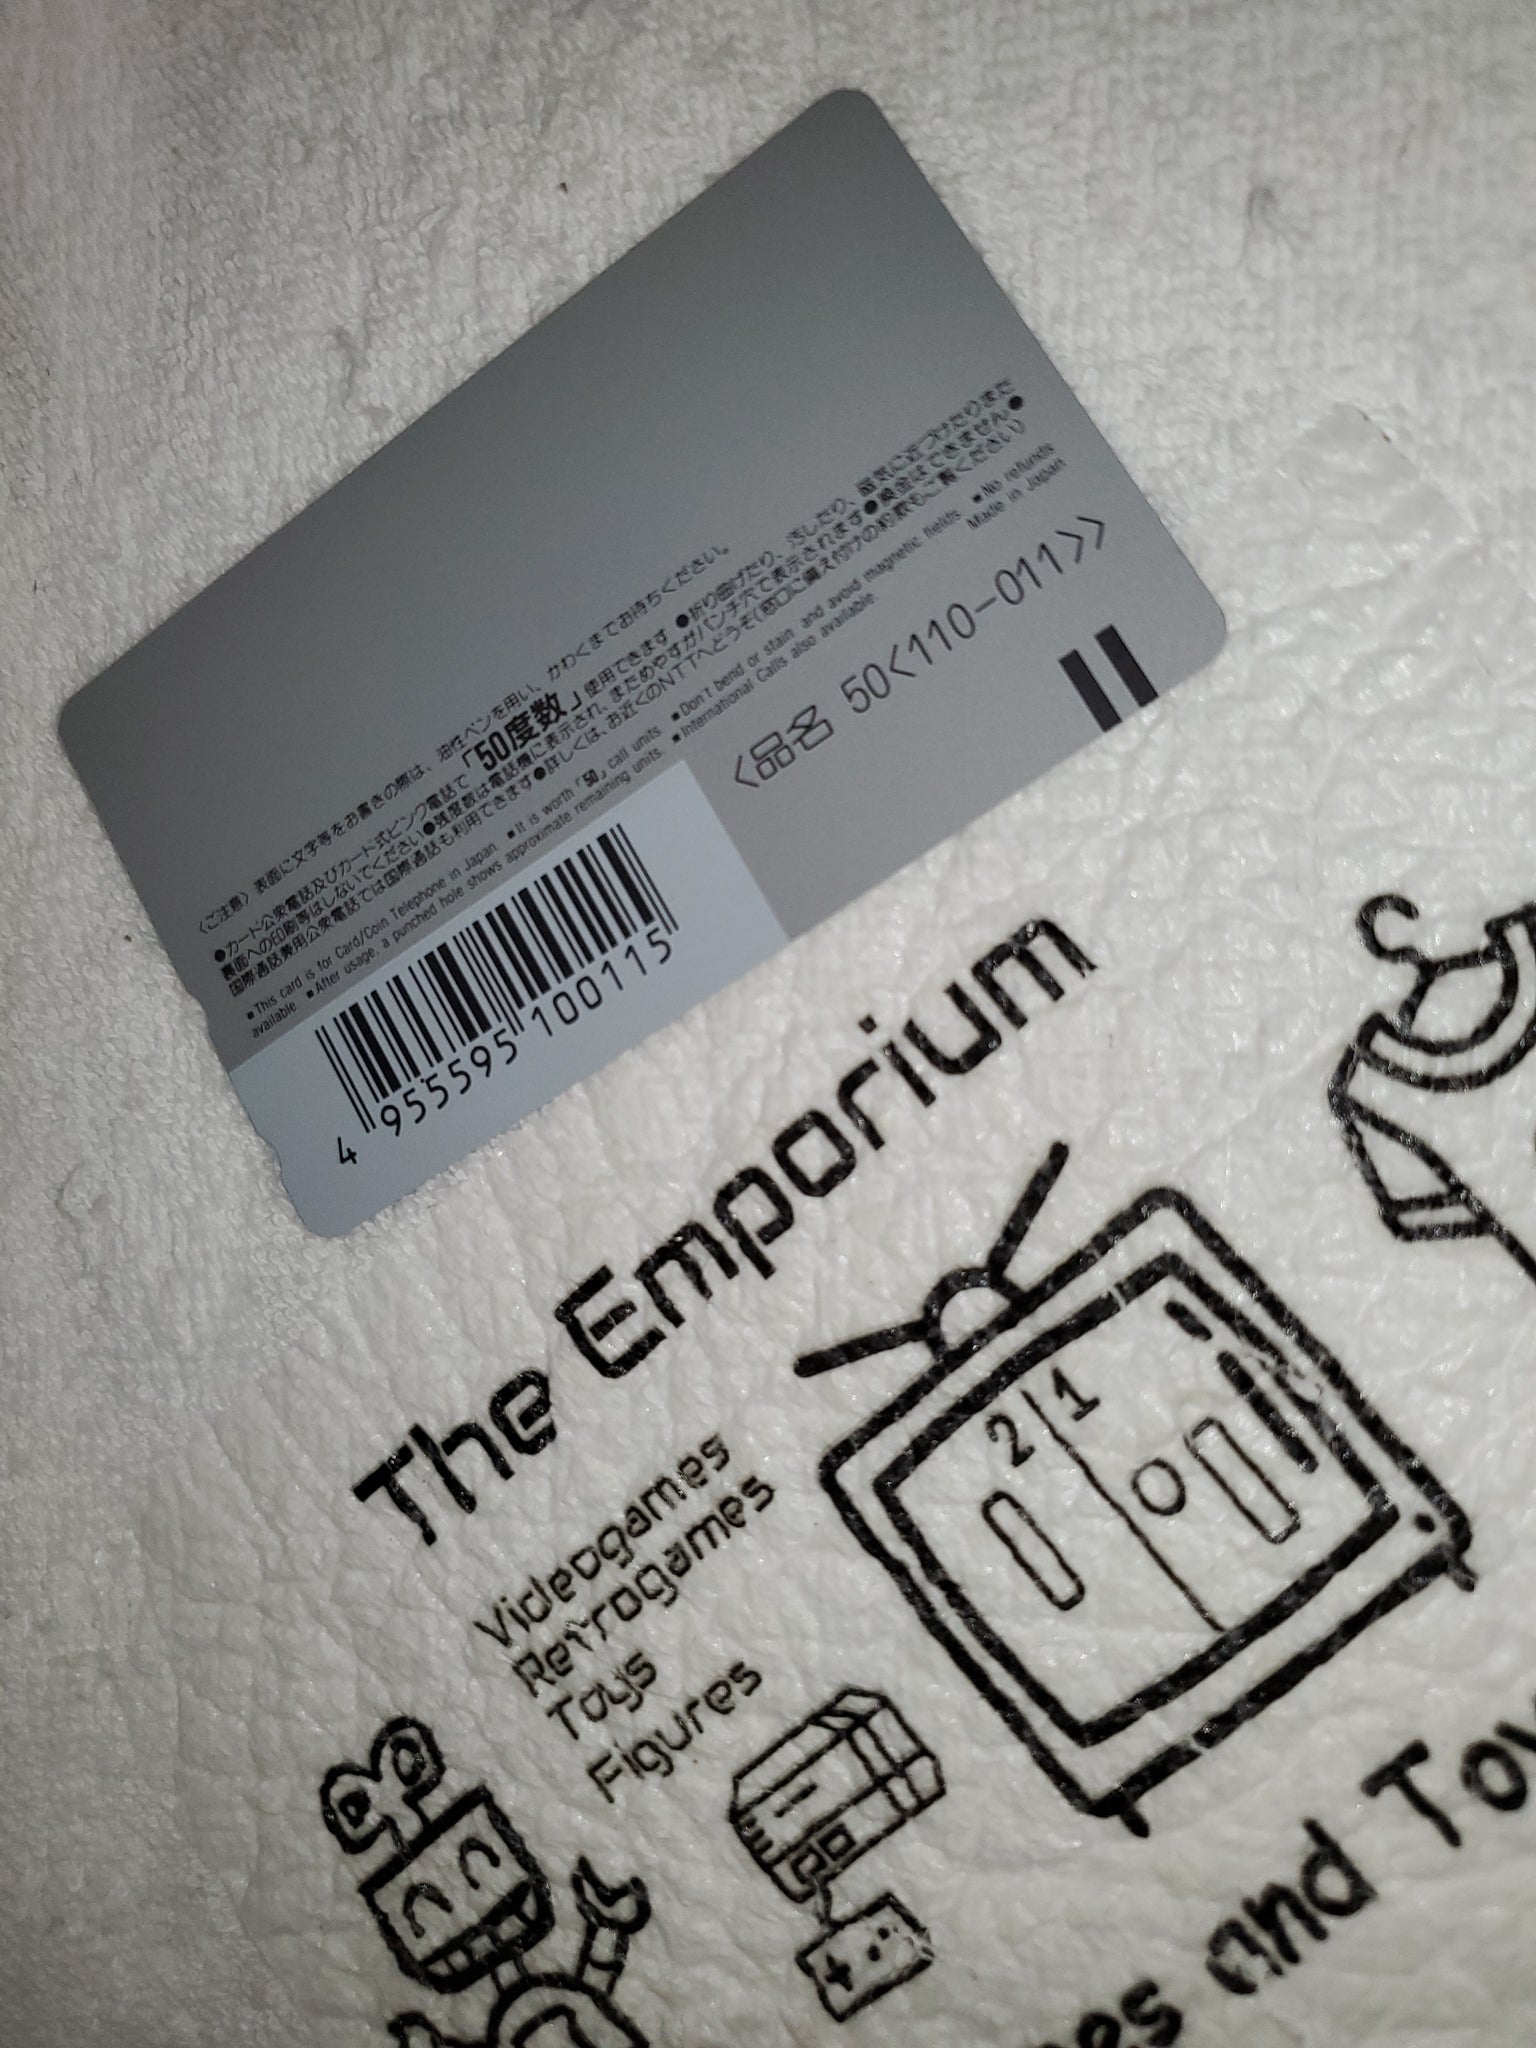 〈ご注意〉表面に文字等をお書きの際は、油性ペンを用い、かわくまでお待ちください。
●カード公衆電話及びカード式ピンク電話で「50度数」使用できます●折り曲げたり、汚したり、磁気に近づけたりまた
裏面への印刷等はしないでください●残度数は電話機に表示され、まためやすがパンチ穴で表示されます●換金はできません●
国際通話兼用公衆電話では国際通話も利用できます●詳しくは、お近くのNTTへどうぞ(窓口に備え付けの約款もご覧ください)
■This card is for Card/Coin Telephone in Japan. ■It is worth「50」call units. ■Don't bend or stain and avoid magnetic fields. ■No refunds
available. ■After usage, a punched hole shows approximate remaining units. ■International Calls also available. Made in Japan
〈品名 50<110-011>〉
4 955595 100115
The Emporium
Videogames
Retrogames
Toys
Figures
2 1
and